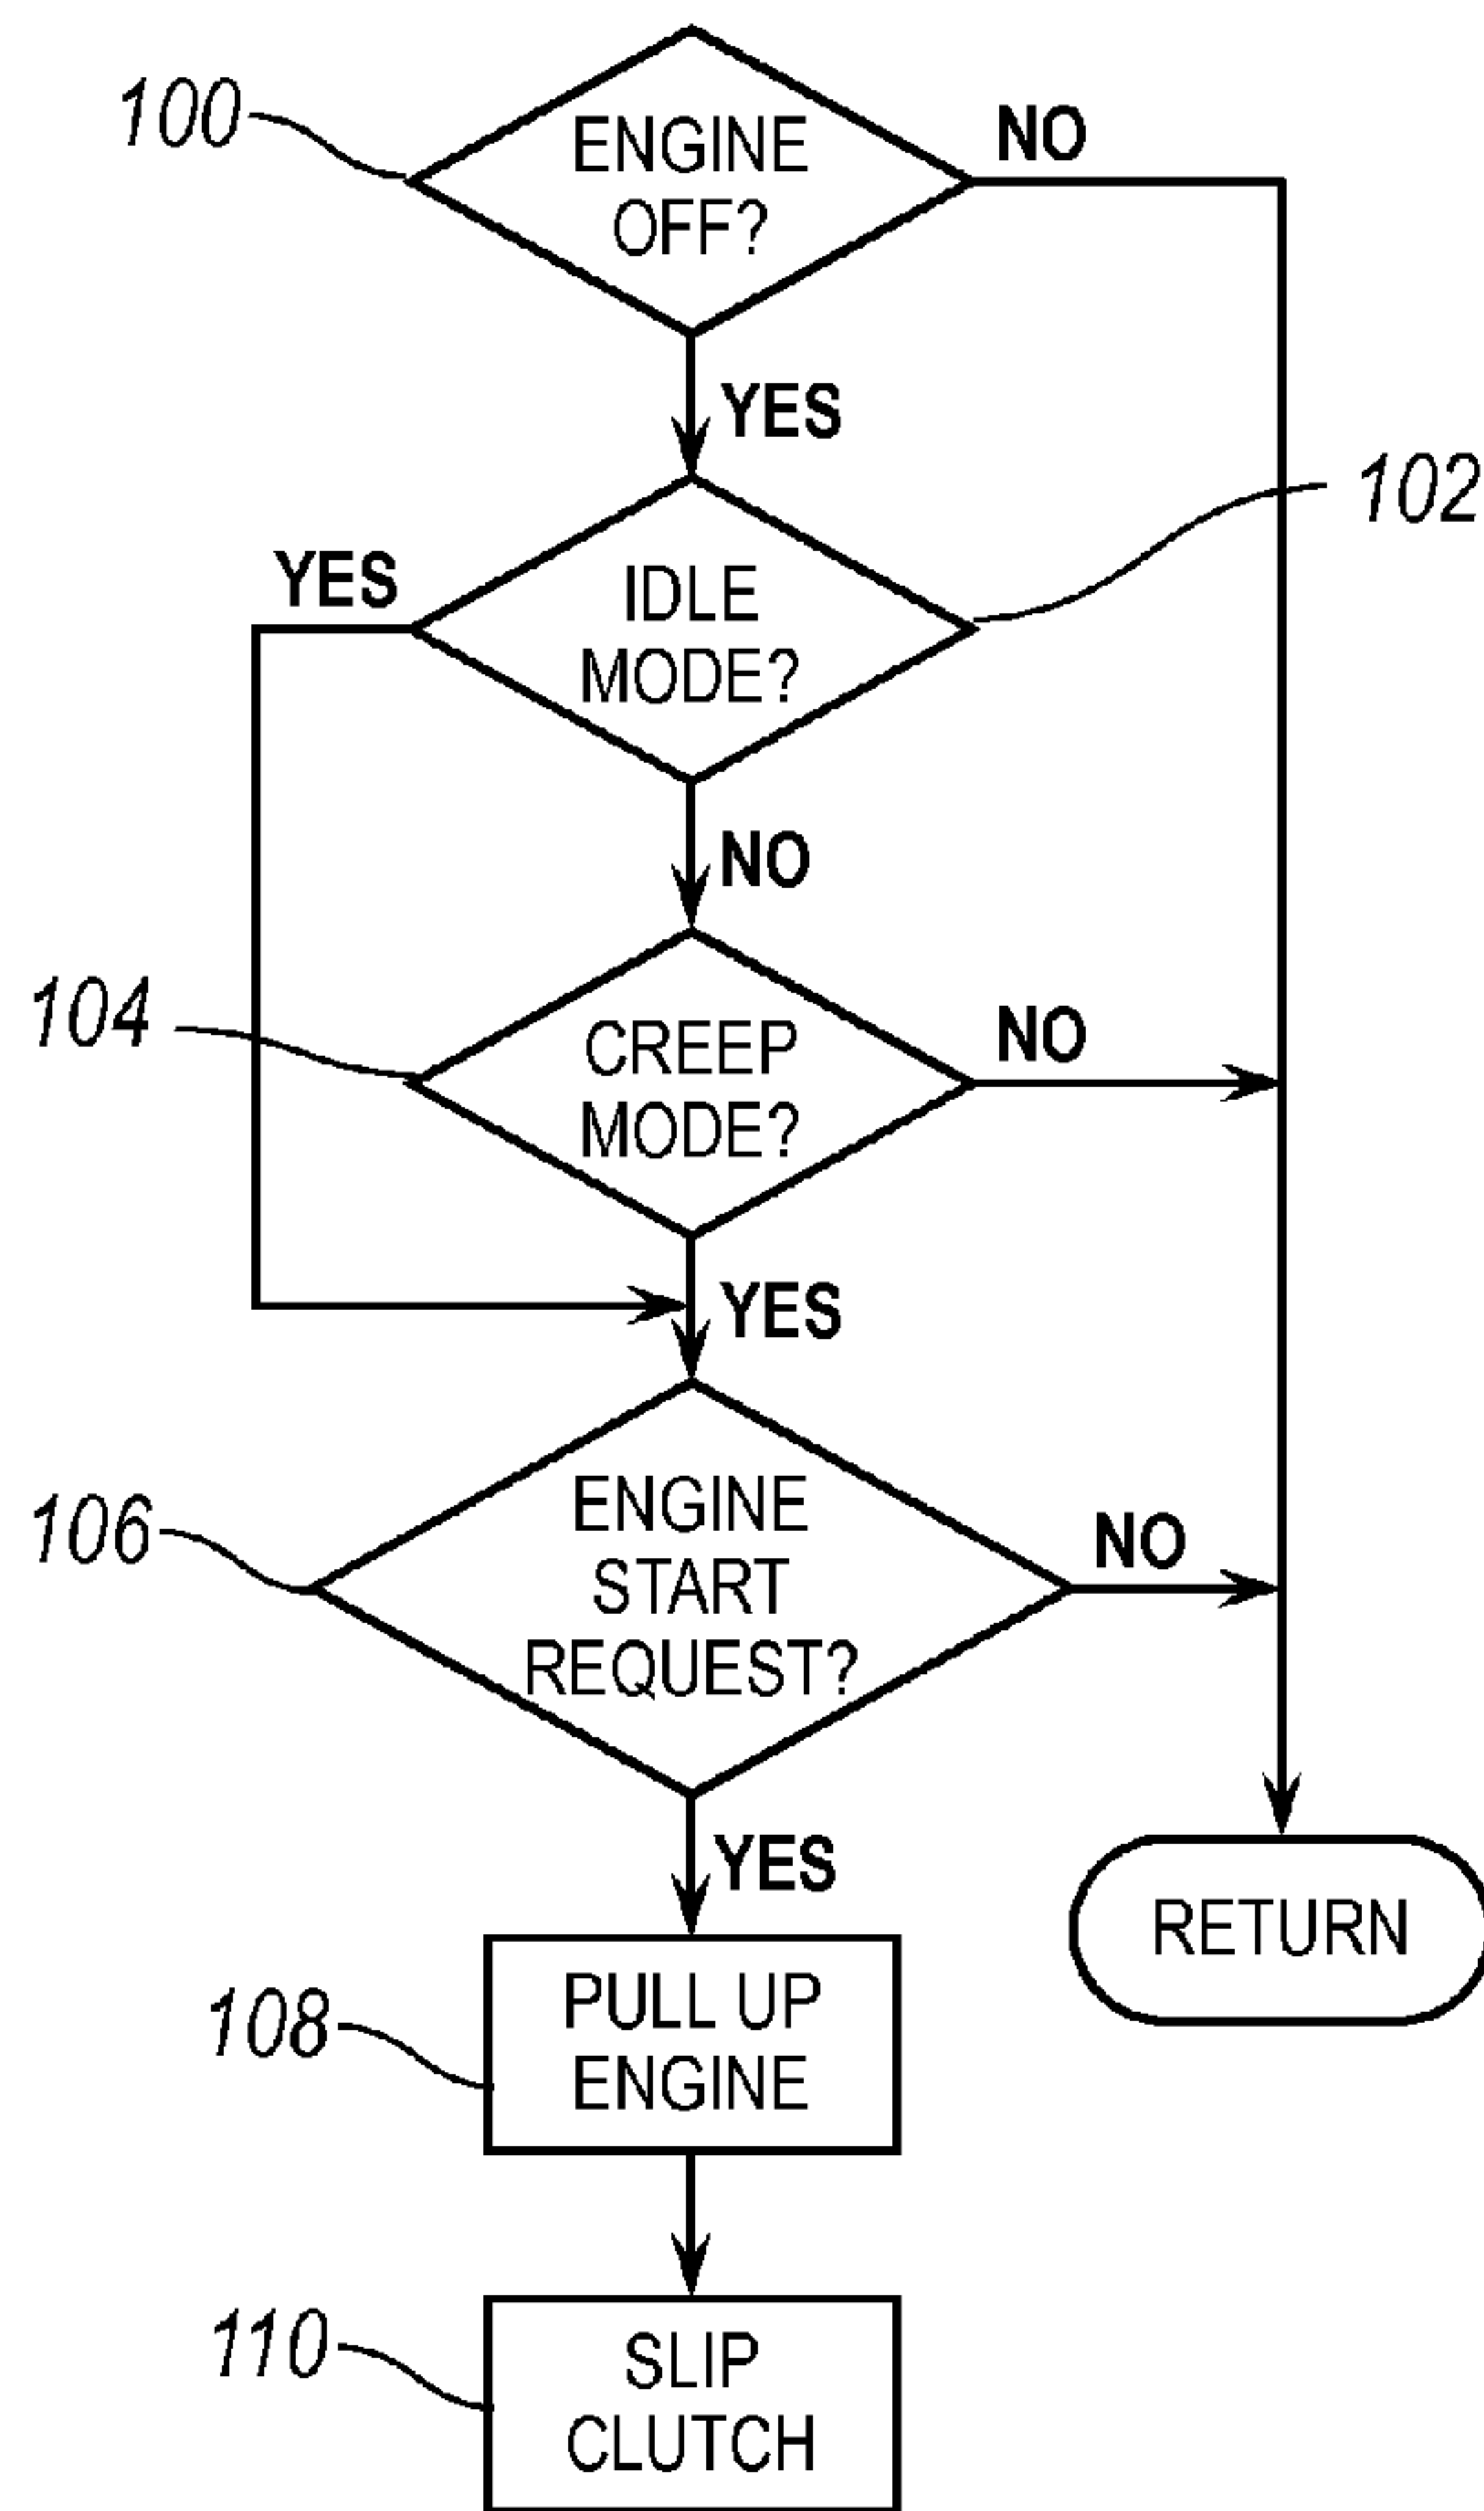 100
ENGINE
OFF?
NO
YES
102
YES
IDLE
MODE?
NO
104
CREEP
MODE?
NO
YES
106
ENGINE
START
REQUEST?
NO
YES
RETURN
108
PULL UP
ENGINE
110
SLIP
CLUTCH